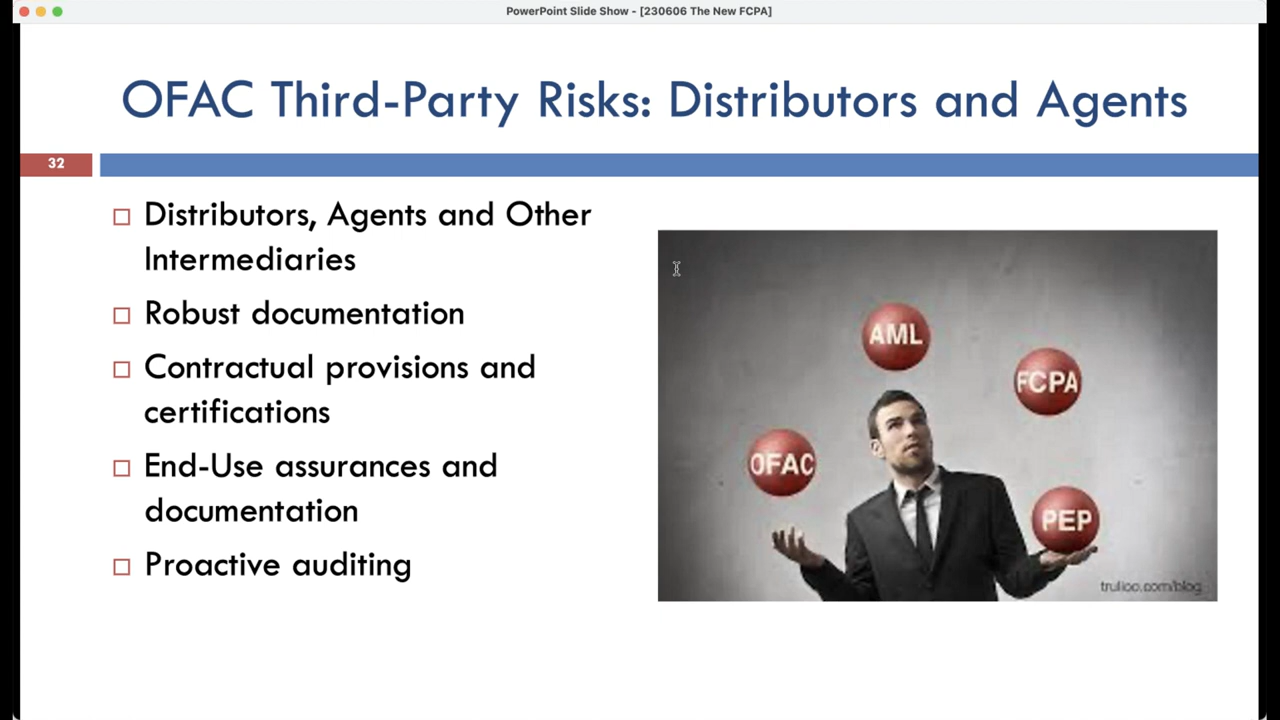 PowerPoint Slide Show - [230606 The New FCPA]
OFAC Third-Party Risks: Distributors and Agents
32
Distributors, Agents and Other
Intermediaries
Robust documentation
Contractual provisions and
certifications
End-Use assurances and
documentation
Proactive auditing
AML
FCPA
OFAC
PEP
trulioo.com/blog